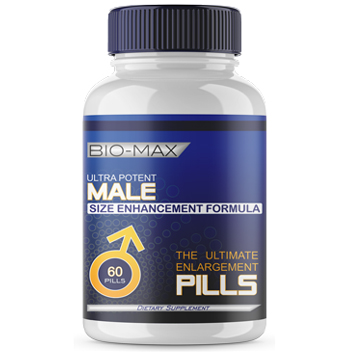 BIO-MAX
ULTRA POTENT
MALE
SIZE ENHANCEMENT FORMULA
60
PILLS
THE ULTIMATE
ENLARGEMENT
PILLS
DIETARY SUPPLEMENT